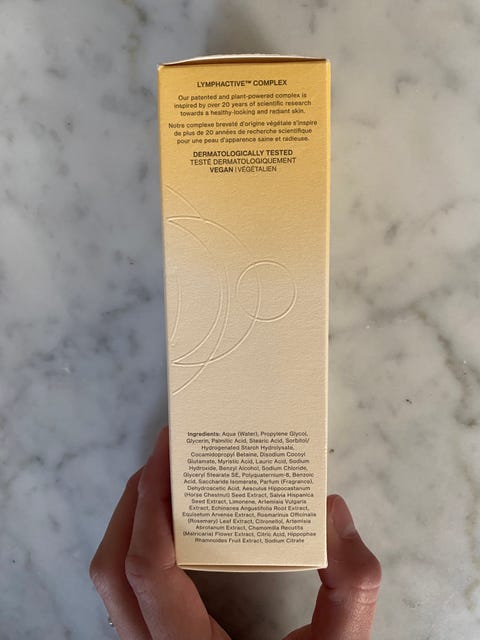 LYMPHACTIVE™ COMPLEX
Our patented and plant-powered complex is
inspired by over 20 years of scientific research
towards a healthy-looking and radiant skin.
Notre complexe breveté d'origine végétale s'inspire
de plus de 20 années de recherche scientifique
pour une peau d'apparence saine et radieuse.
DERMATOLOGICALLY TESTED
TESTÉ DERMATOLOGIQUEMENT
VEGAN | VÉGÉTALIEN
Ingredients: Aqua (Water), Propylene Glycol,
Glycerin, Palmitic Acid, Stearic Acid, Sorbitol/
Hydrogenated Starch Hydrolysate,
Cocamidopropyl Betaine, Disodium Cocoyl
Glutamate, Myristic Acid, Lauric Acid, Sodium
Hydroxide, Benzyl Alcohol, Sodium Chloride,
Glyceryl Stearate SE, Polyquaternium-6, Benzoic
Acid, Saccharide Isomerate, Parfum (Fragrance),
Dehydroacetic Acid, Aesculus Hippocastanum
(Horse Chestnut) Seed Extract, Salvia Hispanica
Seed Extract, Limonene, Artemisia Vulgaris
Extract, Echinacea Angustifolia Root Extract,
Equisetum Arvense Extract, Rosmarinus Officinalis
(Rosemary) Leaf Extract, Citronellol, Artemisia
Abrotanum Extract, Chamomilla Recutita
(Matricaria) Flower Extract, Citric Acid, Hippophae
Rhamnoides Fruit Extract, Sodium Citrate